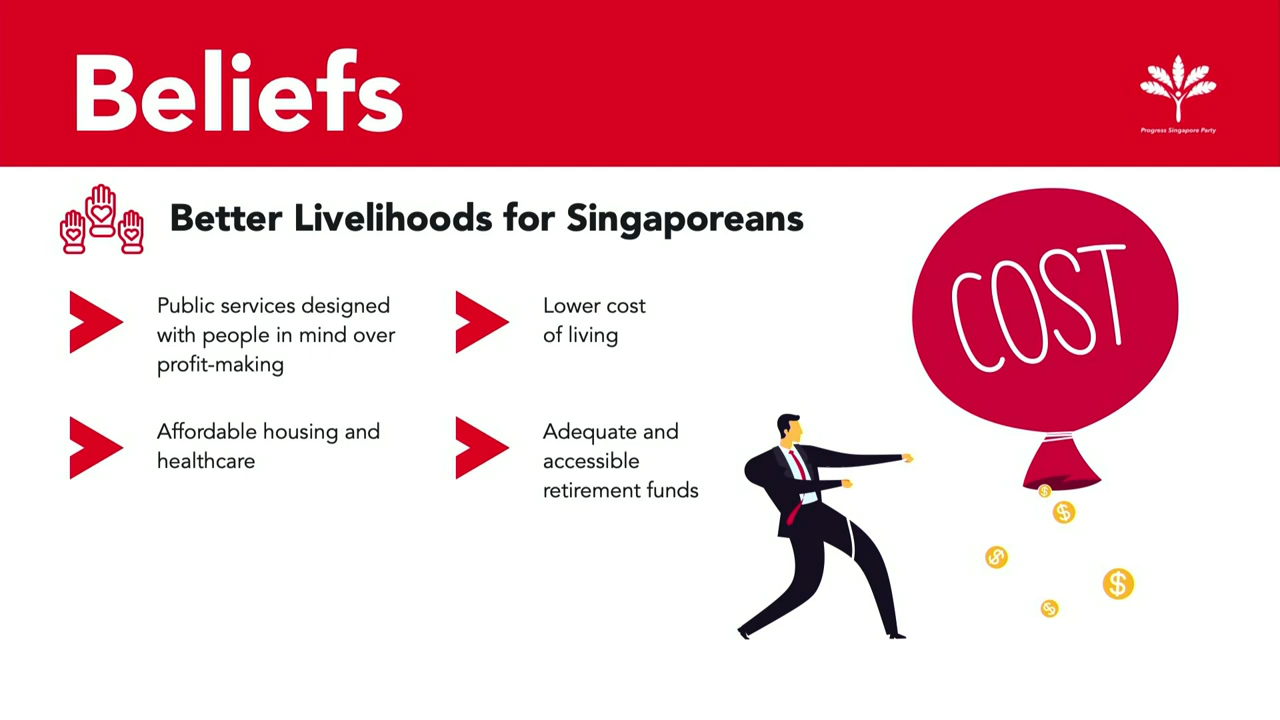 Beliefs
Progress Singapore Party
Better Livelihoods for Singaporeans
Public services designed
with people in mind over
profit-making
Lower cost
of living
Affordable housing and
healthcare
Adequate and
accessible
retirement funds
COST
$
$
$
$
$